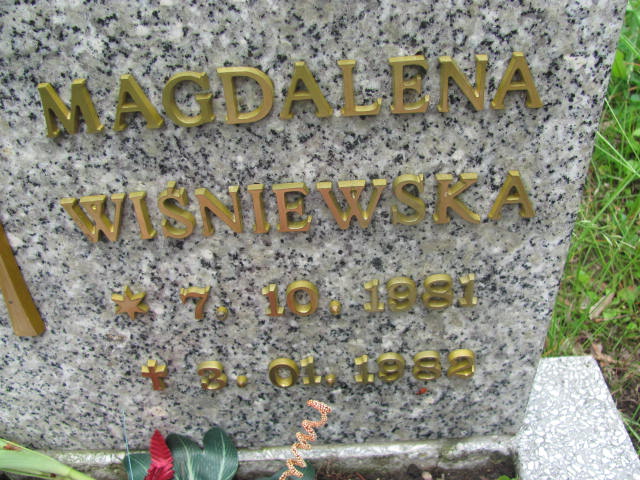 MAGDALENA
WIŚNIEWSKA
* 7. 10. 1981
† 3. 01. 1982